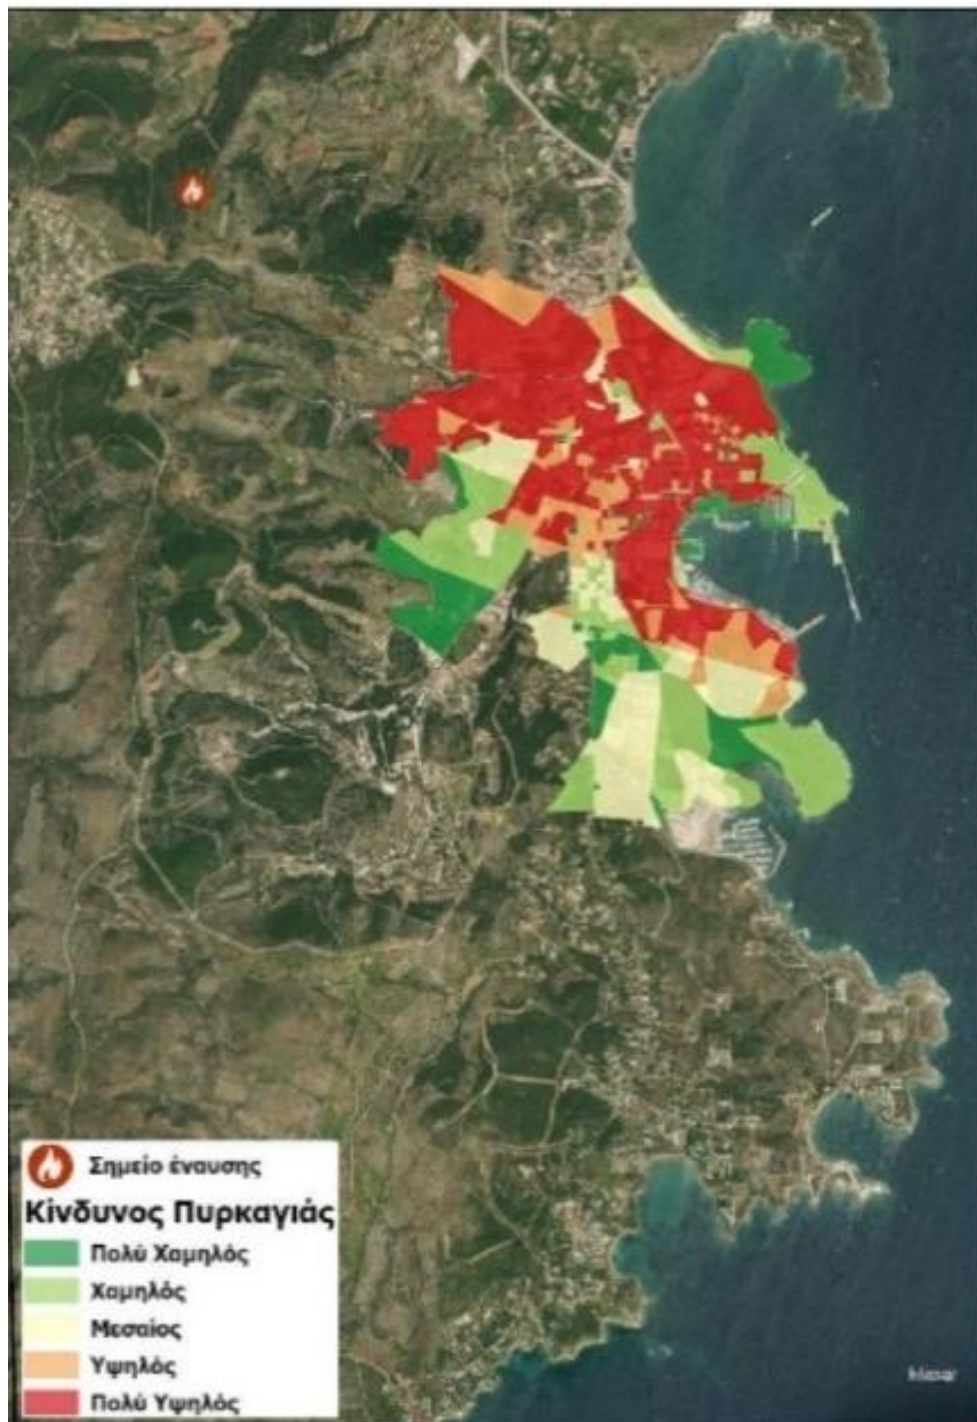 Σημείο έναυσης
Κίνδυνος Πυρκαγιάς
Πολύ Χαμηλός
Χαμηλός
Μεσαίος
Υψηλός
Πολύ Υψηλός